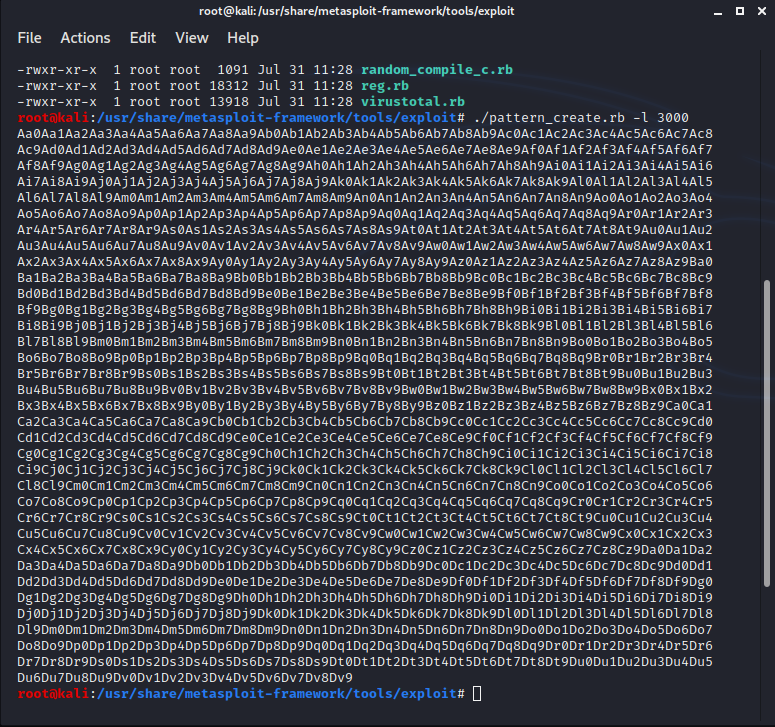 root@kali:/usr/share/metasploit-framework/tools/exploit
File Actions Edit View Help
-rwxr-xr-x 1 root root 1091 Jul 31 11:28 random_compile_c.rb
-rwxr-xr-x 1 root root 18312 Jul 31 11:28 reg.rb
-rwxr-xr-x 1 root root 13918 Jul 31 11:28 virustotal.rb
root@kali:/usr/share/metasploit-framework/tools/exploit# ./pattern_create.rb -l 3000
Aa0Aa1Aa2Aa3Aa4Aa5Aa6Aa7Aa8Aa9Ab0Ab1Ab2Ab3Ab4Ab5Ab6Ab7Ab8Ab9Ac0Ac1Ac2Ac3Ac4Ac5Ac6Ac7Ac8
Ac9Ad0Ad1Ad2Ad3Ad4Ad5Ad6Ad7Ad8Ad9Ae0Ae1Ae2Ae3Ae4Ae5Ae6Ae7Ae8Ae9Af0Af1Af2Af3Af4Af5Af6Af7
Af8Af9Ag0Ag1Ag2Ag3Ag4Ag5Ag6Ag7Ag8Ag9Ah0Ah1Ah2Ah3Ah4Ah5Ah6Ah7Ah8Ah9Ai0Ai1Ai2Ai3Ai4Ai5Ai6
Ai7Ai8Ai9Aj0Aj1Aj2Aj3Aj4Aj5Aj6Aj7Aj8Aj9Ak0Ak1Ak2Ak3Ak4Ak5Ak6Ak7Ak8Ak9Al0Al1Al2Al3Al4Al5
Al6Al7Al8Al9Am0Am1Am2Am3Am4Am5Am6Am7Am8Am9An0An1An2An3An4An5An6An7An8An9Ao0Ao1Ao2Ao3Ao4
Ao5Ao6Ao7Ao8Ao9Ap0Ap1Ap2Ap3Ap4Ap5Ap6Ap7Ap8Ap9Aq0Aq1Aq2Aq3Aq4Aq5Aq6Aq7Aq8Aq9Ar0Ar1Ar2Ar3
Ar4Ar5Ar6Ar7Ar8Ar9As0As1As2As3As4As5As6As7As8As9At0At1At2At3At4At5At6At7At8At9Au0Au1Au2
Au3Au4Au5Au6Au7Au8Au9Av0Av1Av2Av3Av4Av5Av6Av7Av8Av9Aw0Aw1Aw2Aw3Aw4Aw5Aw6Aw7Aw8Aw9Ax0Ax1
Ax2Ax3Ax4Ax5Ax6Ax7Ax8Ax9Ay0Ay1Ay2Ay3Ay4Ay5Ay6Ay7Ay8Ay9Az0Az1Az2Az3Az4Az5Az6Az7Az8Az9Ba0
Ba1Ba2Ba3Ba4Ba5Ba6Ba7Ba8Ba9Bb0Bb1Bb2Bb3Bb4Bb5Bb6Bb7Bb8Bb9Bc0Bc1Bc2Bc3Bc4Bc5Bc6Bc7Bc8Bc9
Bd0Bd1Bd2Bd3Bd4Bd5Bd6Bd7Bd8Bd9Be0Be1Be2Be3Be4Be5Be6Be7Be8Be9Bf0Bf1Bf2Bf3Bf4Bf5Bf6Bf7Bf8
Bf9Bg0Bg1Bg2Bg3Bg4Bg5Bg6Bg7Bg8Bg9Bh0Bh1Bh2Bh3Bh4Bh5Bh6Bh7Bh8Bh9Bi0Bi1Bi2Bi3Bi4Bi5Bi6Bi7
Bi8Bi9Bj0Bj1Bj2Bj3Bj4Bj5Bj6Bj7Bj8Bj9Bk0Bk1Bk2Bk3Bk4Bk5Bk6Bk7Bk8Bk9Bl0Bl1Bl2Bl3Bl4Bl5Bl6
Bl7Bl8Bl9Bm0Bm1Bm2Bm3Bm4Bm5Bm6Bm7Bm8Bm9Bn0Bn1Bn2Bn3Bn4Bn5Bn6Bn7Bn8Bn9Bo0Bo1Bo2Bo3Bo4Bo5
Bo6Bo7Bo8Bo9Bp0Bp1Bp2Bp3Bp4Bp5Bp6Bp7Bp8Bp9Bq0Bq1Bq2Bq3Bq4Bq5Bq6Bq7Bq8Bq9Br0Br1Br2Br3Br4
Br5Br6Br7Br8Br9Bs0Bs1Bs2Bs3Bs4Bs5Bs6Bs7Bs8Bs9Bt0Bt1Bt2Bt3Bt4Bt5Bt6Bt7Bt8Bt9Bu0Bu1Bu2Bu3
Bu4Bu5Bu6Bu7Bu8Bu9Bv0Bv1Bv2Bv3Bv4Bv5Bv6Bv7Bv8Bv9Bw0Bw1Bw2Bw3Bw4Bw5Bw6Bw7Bw8Bw9Bx0Bx1Bx2
Bx3Bx4Bx5Bx6Bx7Bx8Bx9By0By1By2By3By4By5By6By7By8By9Bz0Bz1Bz2Bz3Bz4Bz5Bz6Bz7Bz8Bz9Ca0Ca1
Ca2Ca3Ca4Ca5Ca6Ca7Ca8Ca9Cb0Cb1Cb2Cb3Cb4Cb5Cb6Cb7Cb8Cb9Cc0Cc1Cc2Cc3Cc4Cc5Cc6Cc7Cc8Cc9Cd0
Cd1Cd2Cd3Cd4Cd5Cd6Cd7Cd8Cd9Ce0Ce1Ce2Ce3Ce4Ce5Ce6Ce7Ce8Ce9Cf0Cf1Cf2Cf3Cf4Cf5Cf6Cf7Cf8Cf9
Cg0Cg1Cg2Cg3Cg4Cg5Cg6Cg7Cg8Cg9Ch0Ch1Ch2Ch3Ch4Ch5Ch6Ch7Ch8Ch9Ci0Ci1Ci2Ci3Ci4Ci5Ci6Ci7Ci8
Ci9Cj0Cj1Cj2Cj3Cj4Cj5Cj6Cj7Cj8Cj9Ck0Ck1Ck2Ck3Ck4Ck5Ck6Ck7Ck8Ck9Cl0Cl1Cl2Cl3Cl4Cl5Cl6Cl7
Cl8Cl9Cm0Cm1Cm2Cm3Cm4Cm5Cm6Cm7Cm8Cm9Cn0Cn1Cn2Cn3Cn4Cn5Cn6Cn7Cn8Cn9Co0Co1Co2Co3Co4Co5Co6
Co7Co8Co9Cp0Cp1Cp2Cp3Cp4Cp5Cp6Cp7Cp8Cp9Cq0Cq1Cq2Cq3Cq4Cq5Cq6Cq7Cq8Cq9Cr0Cr1Cr2Cr3Cr4Cr5
Cr6Cr7Cr8Cr9Cs0Cs1Cs2Cs3Cs4Cs5Cs6Cs7Cs8Cs9Ct0Ct1Ct2Ct3Ct4Ct5Ct6Ct7Ct8Ct9Cu0Cu1Cu2Cu3Cu4
Cu5Cu6Cu7Cu8Cu9Cv0Cv1Cv2Cv3Cv4Cv5Cv6Cv7Cv8Cv9Cw0Cw1Cw2Cw3Cw4Cw5Cw6Cw7Cw8Cw9Cx0Cx1Cx2Cx3
Cx4Cx5Cx6Cx7Cx8Cx9Cy0Cy1Cy2Cy3Cy4Cy5Cy6Cy7Cy8Cy9Cz0Cz1Cz2Cz3Cz4Cz5Cz6Cz7Cz8Cz9Da0Da1Da2
Da3Da4Da5Da6Da7Da8Da9Db0Db1Db2Db3Db4Db5Db6Db7Db8Db9Dc0Dc1Dc2Dc3Dc4Dc5Dc6Dc7Dc8Dc9Dd0Dd1
Dd2Dd3Dd4Dd5Dd6Dd7Dd8Dd9De0De1De2De3De4De5De6De7De8De9Df0Df1Df2Df3Df4Df5Df6Df7Df8Df9Dg0
Dg1Dg2Dg3Dg4Dg5Dg6Dg7Dg8Dg9Dh0Dh1Dh2Dh3Dh4Dh5Dh6Dh7Dh8Dh9Di0Di1Di2Di3Di4Di5Di6Di7Di8Di9
Dj0Dj1Dj2Dj3Dj4Dj5Dj6Dj7Dj8Dj9Dk0Dk1Dk2Dk3Dk4Dk5Dk6Dk7Dk8Dk9Dl0Dl1Dl2Dl3Dl4Dl5Dl6Dl7Dl8
Dl9Dm0Dm1Dm2Dm3Dm4Dm5Dm6Dm7Dm8Dm9Dn0Dn1Dn2Dn3Dn4Dn5Dn6Dn7Dn8Dn9Do0Do1Do2Do3Do4Do5Do6Do7
Do8Do9Dp0Dp1Dp2Dp3Dp4Dp5Dp6Dp7Dp8Dp9Dq0Dq1Dq2Dq3Dq4Dq5Dq6Dq7Dq8Dq9Dr0Dr1Dr2Dr3Dr4Dr5Dr6
Dr7Dr8Dr9Ds0Ds1Ds2Ds3Ds4Ds5Ds6Ds7Ds8Ds9Dt0Dt1Dt2Dt3Dt4Dt5Dt6Dt7Dt8Dt9Du0Du1Du2Du3Du4Du5
Du6Du7Du8Du9Dv0Dv1Dv2Dv3Dv4Dv5Dv6Dv7Dv8Dv9
root@kali:/usr/share/metasploit-framework/tools/exploit#